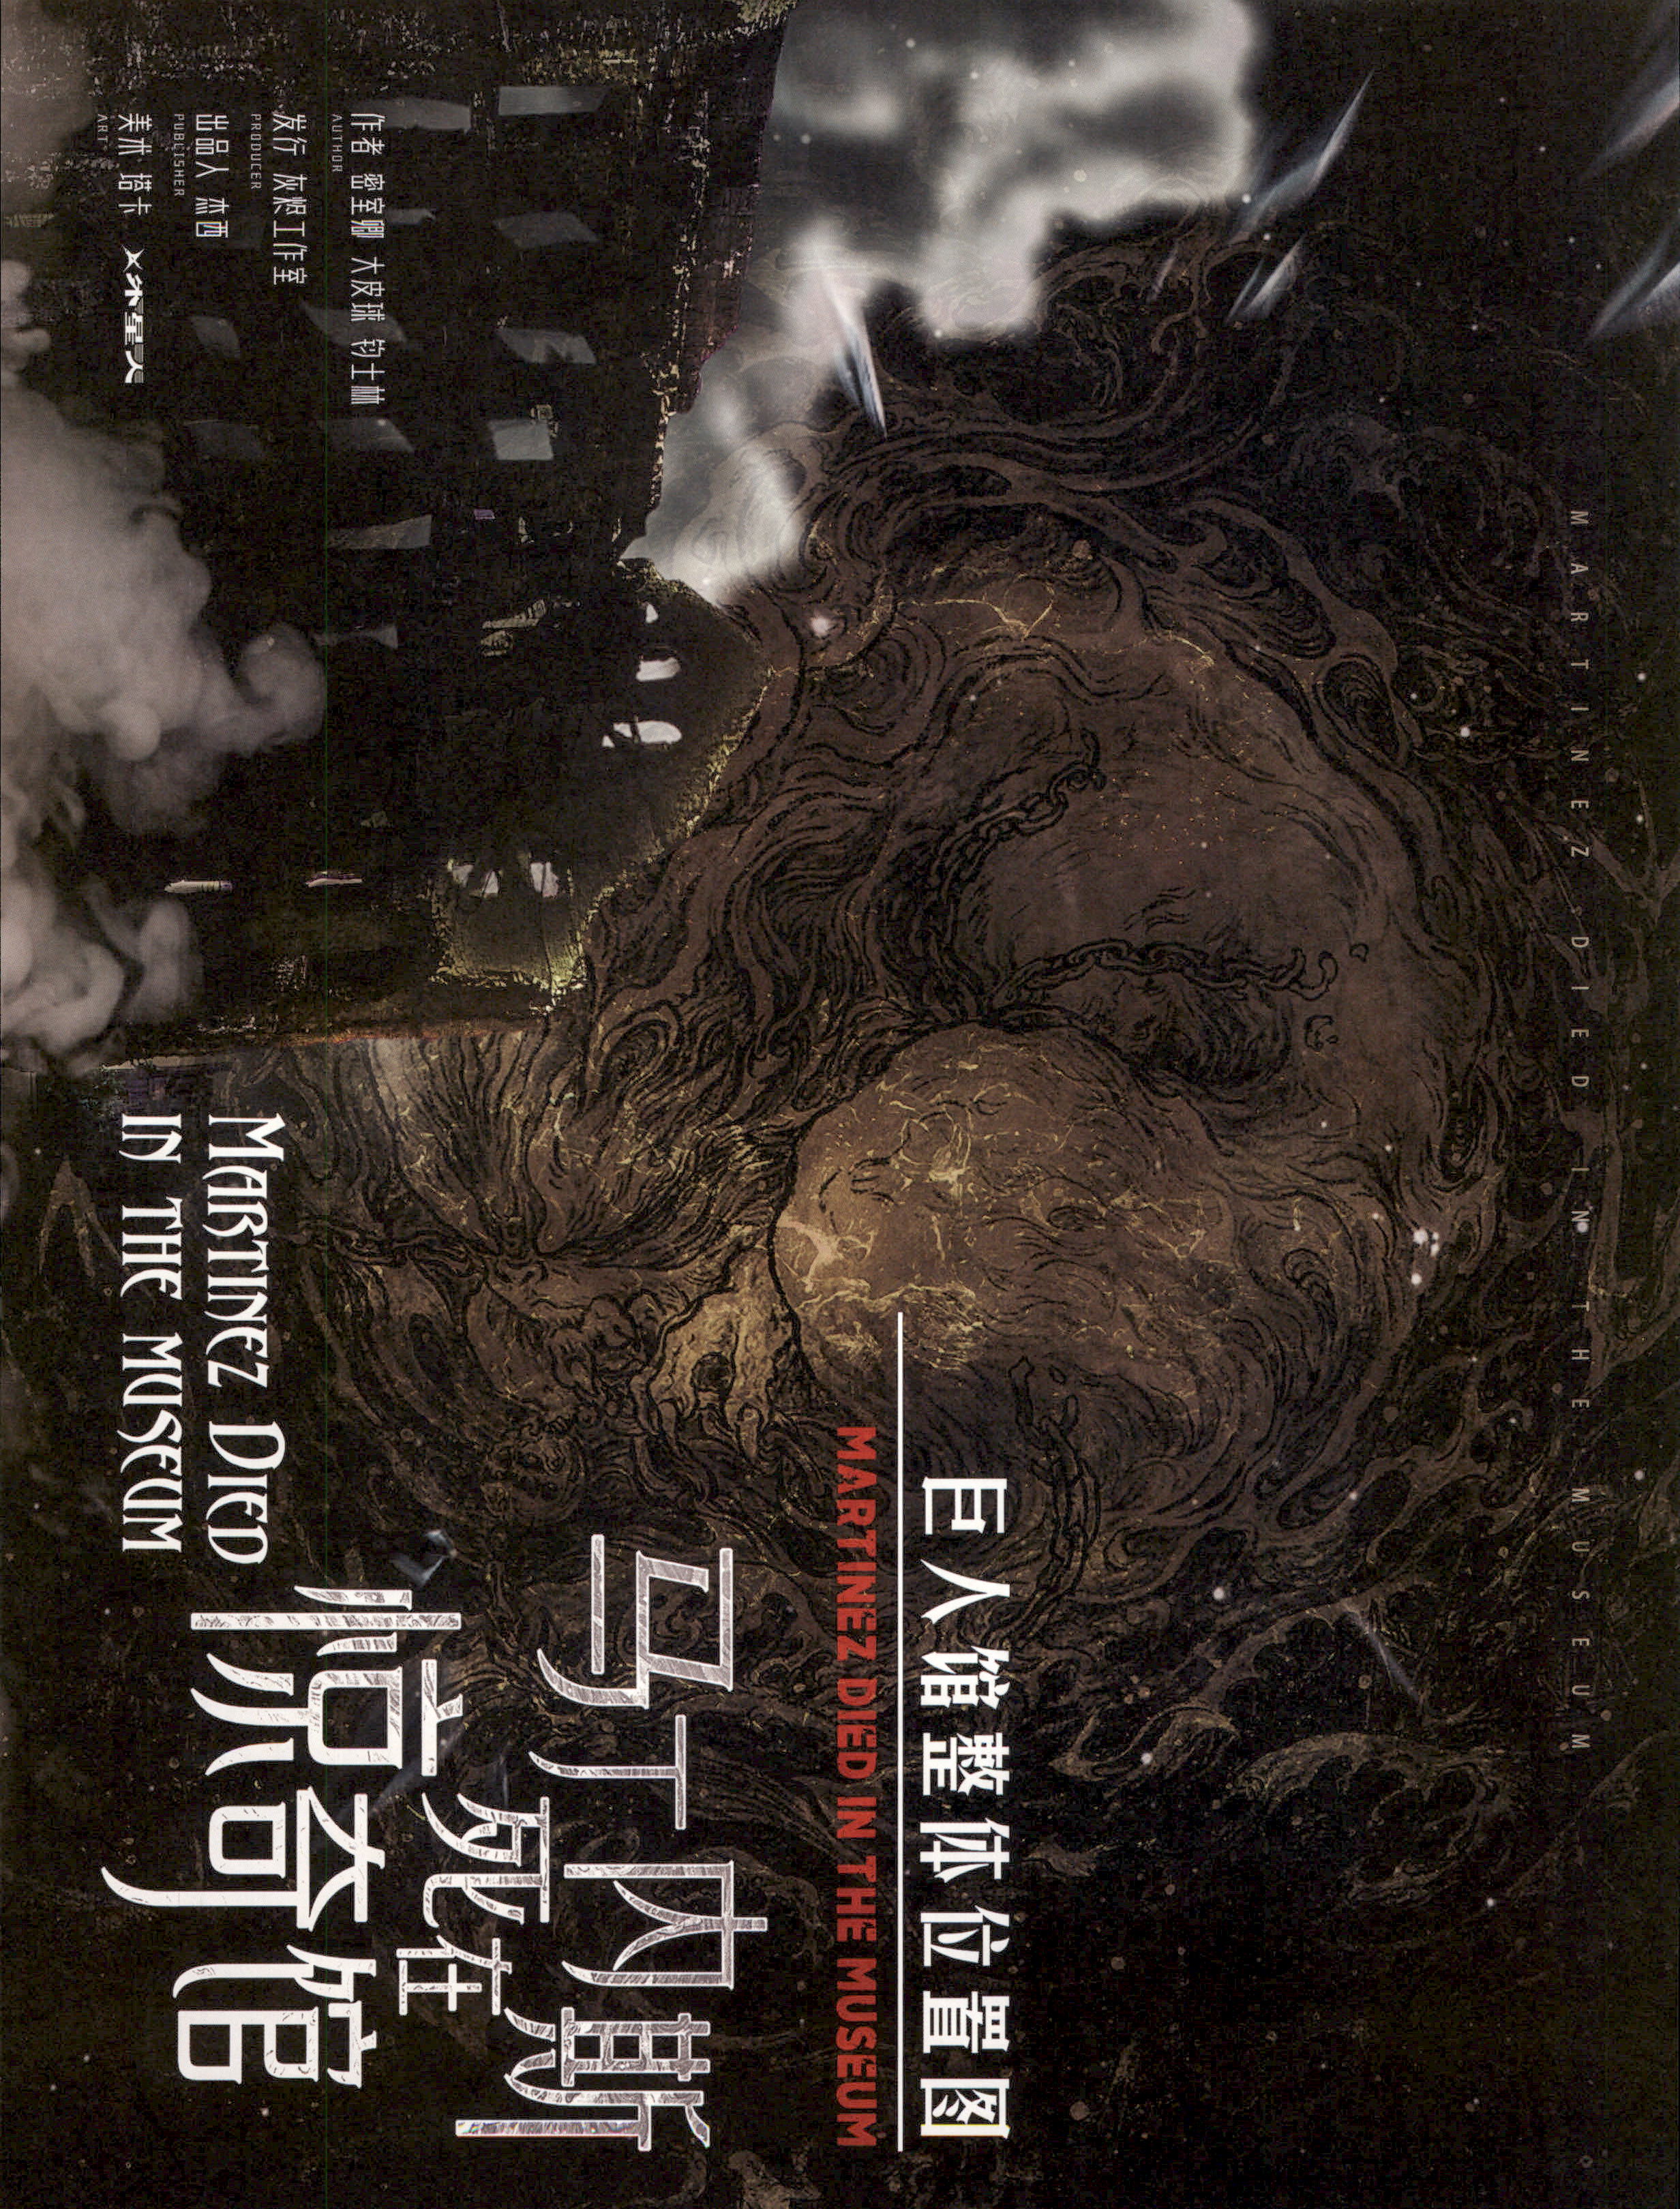 MARTINEZ DIED IN THE MUSEUM
巨人馆整体位置图
MARTINEZ DIED IN THE MUSEUM
马丁内斯
死在
惊奇馆
MARTINEZ DIED
IN THE MUSEUM
作者 密室卿 大皮球 钧士林
AUTHOR
发行 灰烬工作室
PRODUCER
出品人 杰西
PUBLISHER
美术 塔卡 外星人
ART